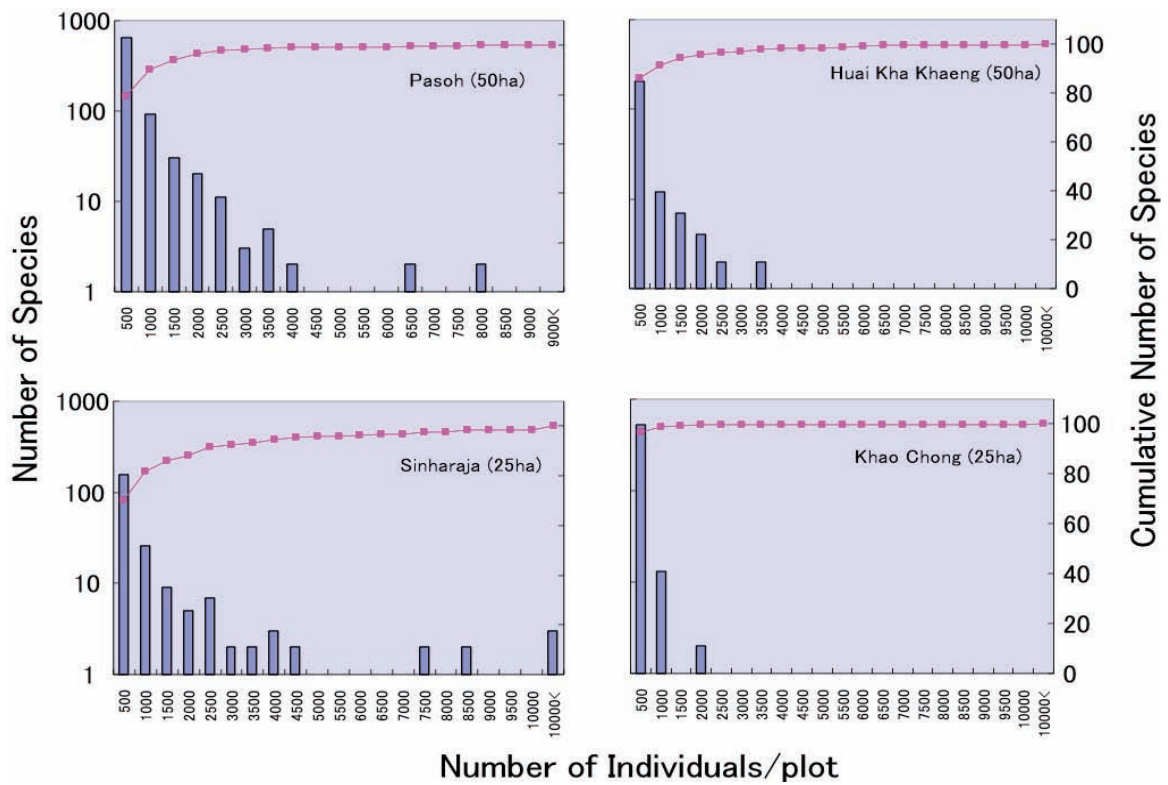 Number of Species
1000
100
10
1
Pasoh (50ha)
500 1000 1500 2000 2500 3000 3500 4000 4500 5000 5500 6000 6500 7000 7500 8000 8500 9000 9000<
Huai Kha Khaeng (50ha)
100
80
60
40
20
0
500 1000 1500 2000 2500 3000 3500 4000 4500 5000 5500 6000 6500 7000 7500 8000 8500 9000 9500 10000 10000<
Cumulative Number of Species
1000
100
10
1
Sinharaja (25ha)
500 1000 1500 2000 2500 3000 3500 4000 4500 5000 5500 6000 6500 7000 7500 8000 8500 9000 9500 10000 10000<
Khao Chong (25ha)
100
80
60
40
20
0
500 1000 1500 2000 2500 3000 3500 4000 4500 5000 5500 6000 6500 7000 7500 8000 8500 9000 9500 10000 10000<
Number of Individuals/plot